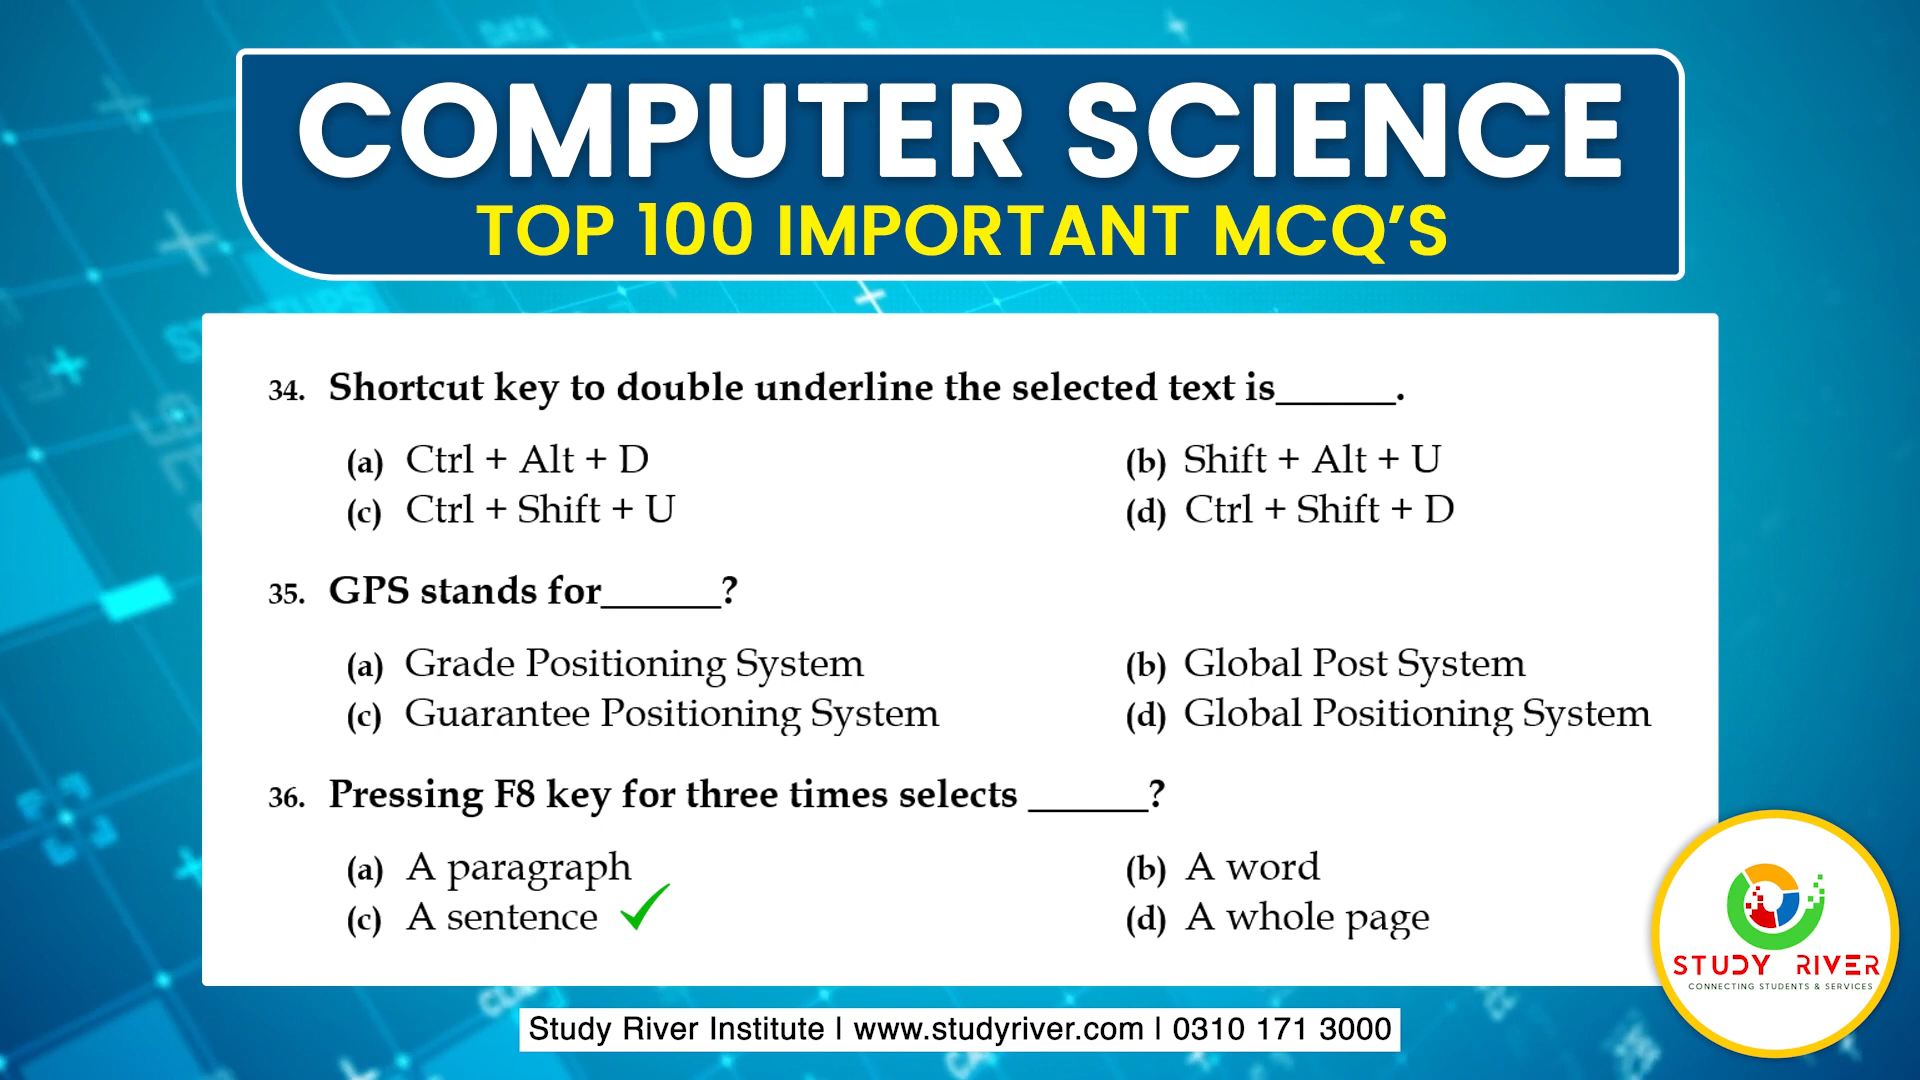 COMPUTER SCIENCE
TOP 100 IMPORTANT MCQ'S
34. Shortcut key to double underline the selected text is______.
(a) Ctrl + Alt + D (b) Shift + Alt + U
(c) Ctrl + Shift + U (d) Ctrl + Shift + D
35. GPS stands for______?
(a) Grade Positioning System (b) Global Post System
(c) Guarantee Positioning System (d) Global Positioning System
36. Pressing F8 key for three times selects ______?
(a) A paragraph (b) A word
(c) A sentence ✓ (d) A whole page
STUDY RIVER
CONNECTING STUDENTS & SERVICES
Study River Institute | www.studyriver.com | 0310 171 3000